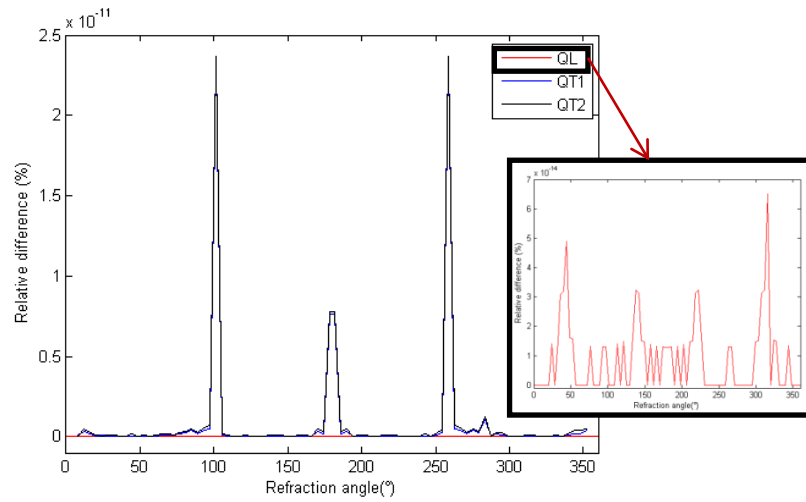 x 10⁻¹¹
2.5
2
1.5
1
0.5
0
Relative difference (%)
0 50 100 150 200 250 300 350
Refraction angle(º)
QL
QT1
QT2
x 10⁻¹⁴
7
6
5
4
3
2
1
0
Relative difference (%)
0 50 100 150 200 250 300 350
Refraction angle(º)